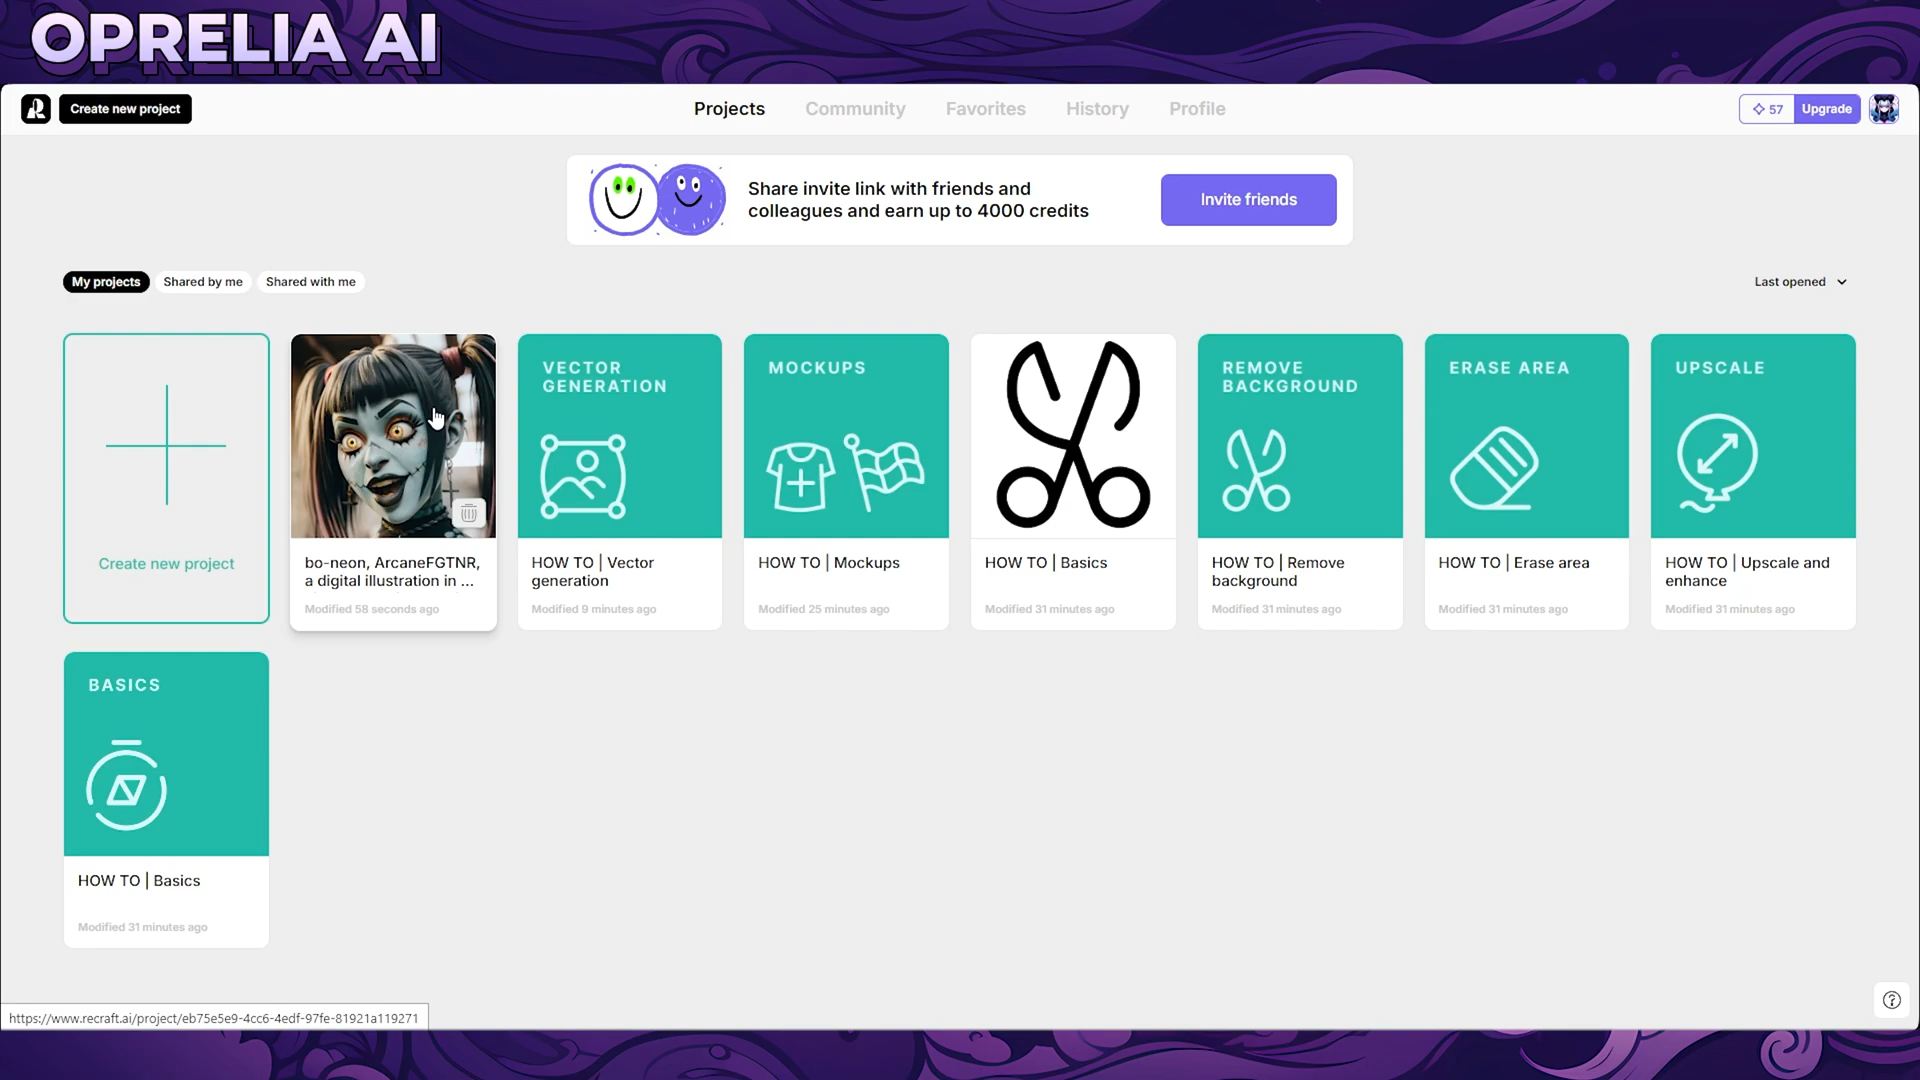 OPRELIA AI
Create new project
Projects
Community
Favorites
History
Profile
57
Upgrade
Share invite link with friends and
colleagues and earn up to 4000 credits
Invite friends
My projects
Shared by me
Shared with me
Last opened
Create new project
bo-neon, ArcaneFGTNR,
a digital illustration in ...
Modified 58 seconds ago
VECTOR
GENERATION
HOW TO | Vector
generation
Modified 9 minutes ago
MOCKUPS
HOW TO | Mockups
Modified 25 minutes ago
HOW TO | Basics
Modified 31 minutes ago
REMOVE
BACKGROUND
HOW TO | Remove
background
Modified 31 minutes ago
ERASE AREA
HOW TO | Erase area
Modified 31 minutes ago
UPSCALE
HOW TO | Upscale and
enhance
Modified 31 minutes ago
BASICS
HOW TO | Basics
Modified 31 minutes ago
https://www.recraft.ai/project/eb75e5e9-4cc6-4edf-97fe-81921a119271